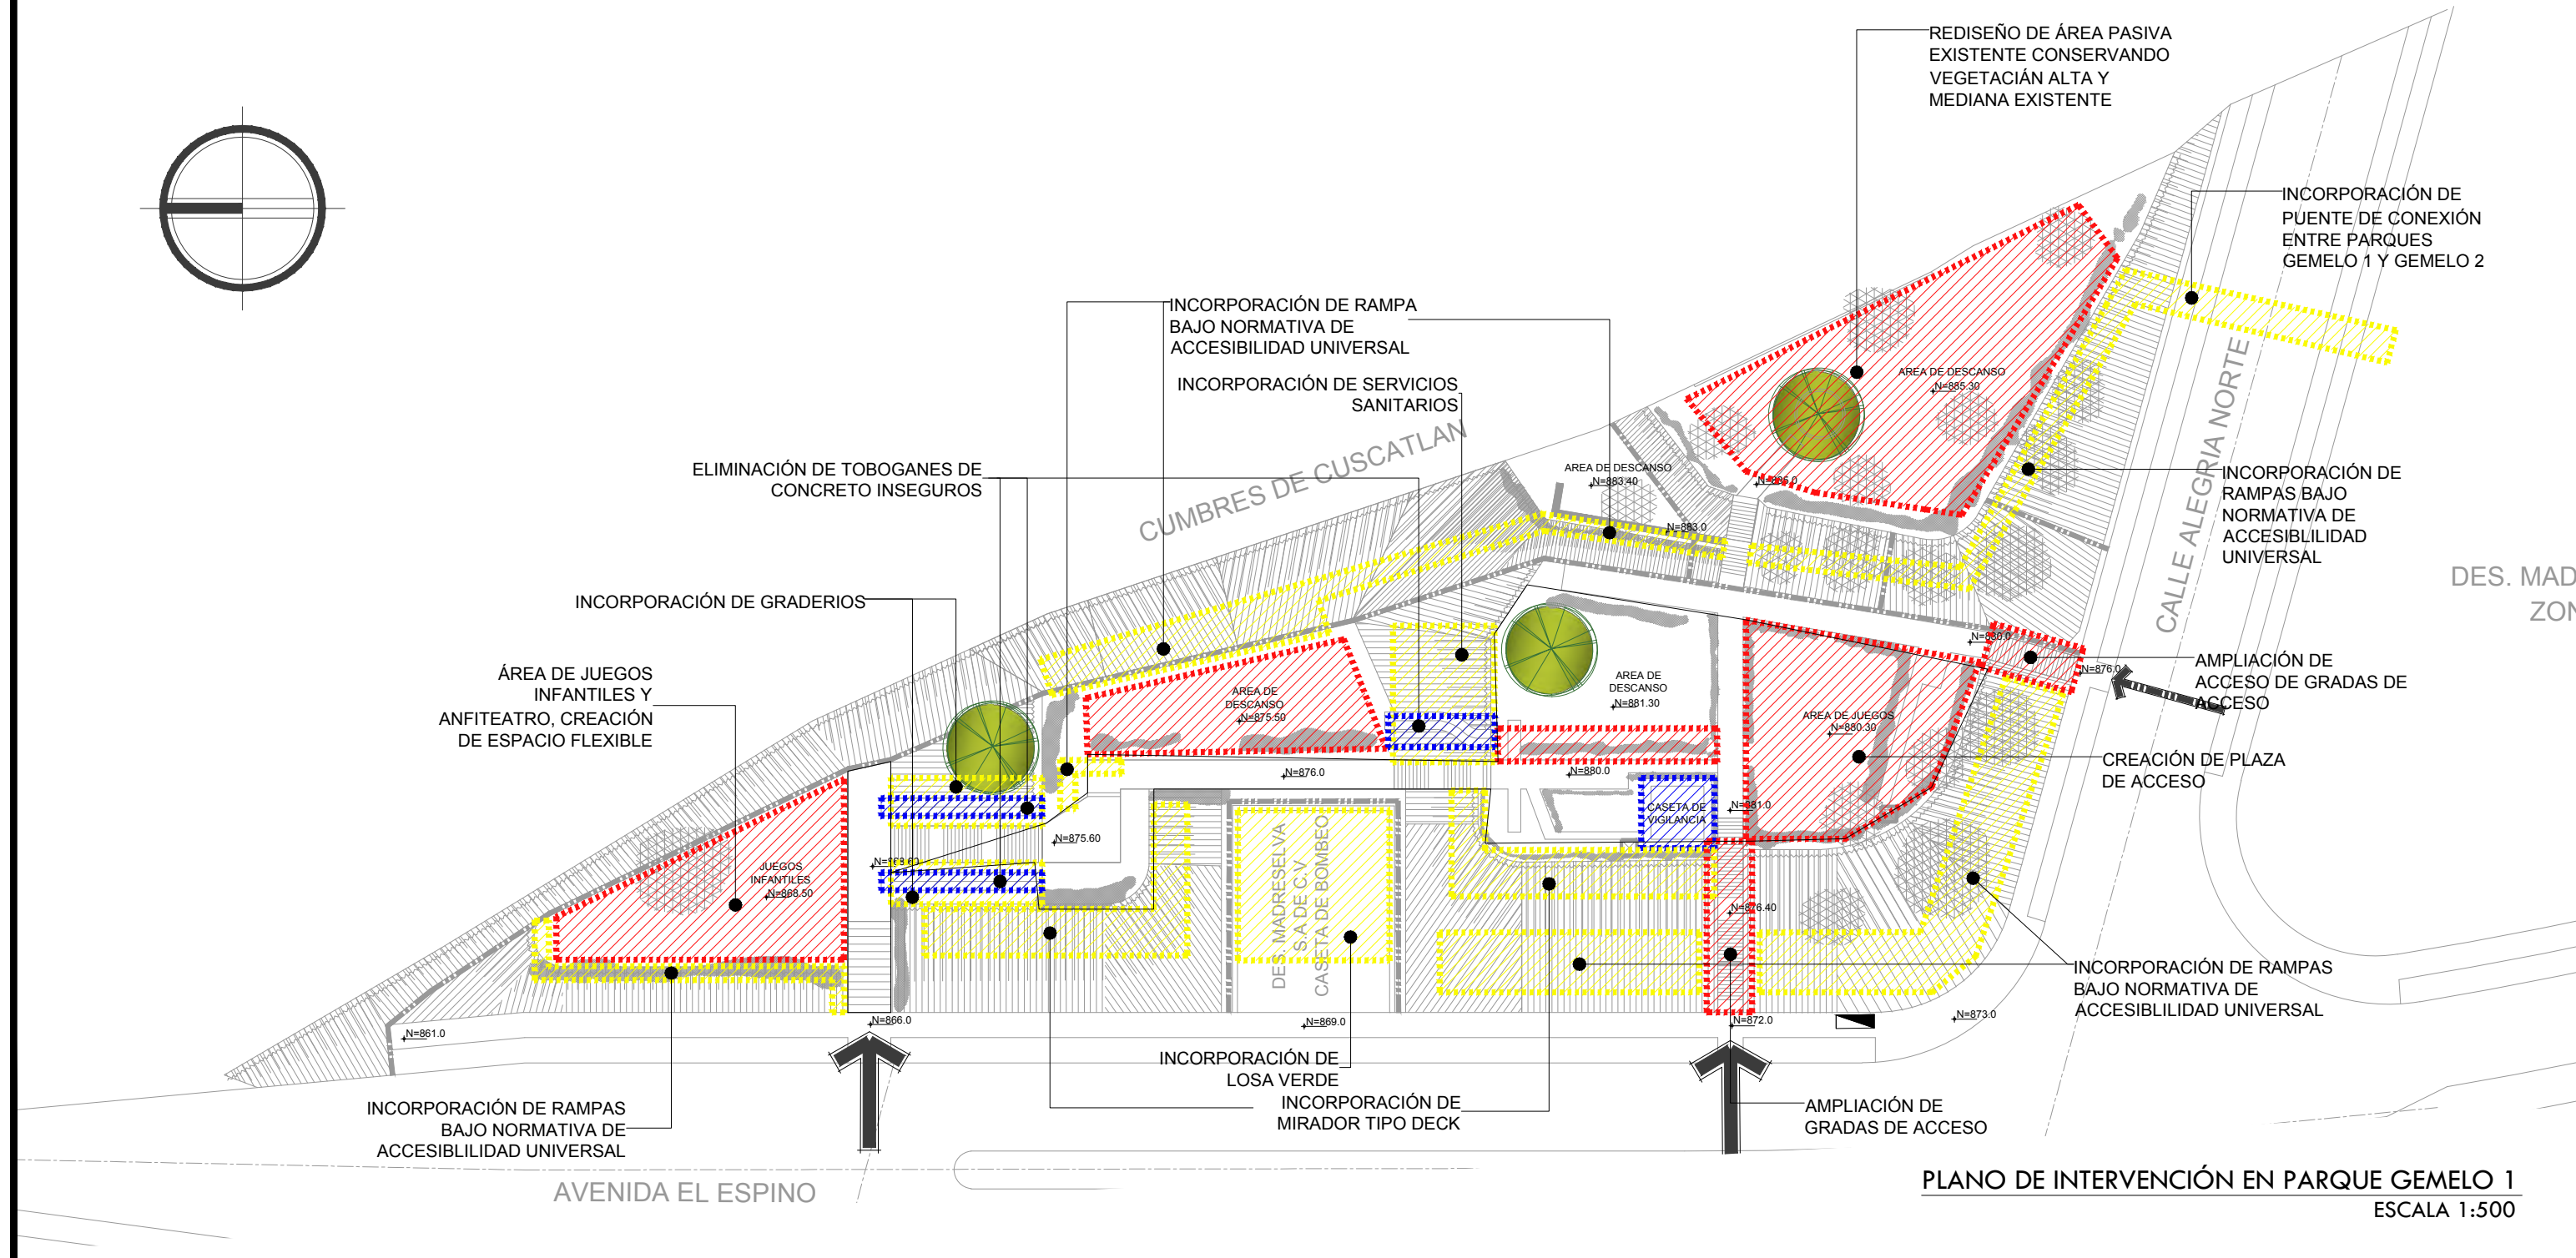 REDISEÑO DE ÁREA PASIVA
EXISTENTE CONSERVANDO
VEGETACIÁN ALTA Y
MEDIANA EXISTENTE
INCORPORACIÓN DE
PUENTE DE CONEXIÓN
ENTRE PARQUES
GEMELO 1 Y GEMELO 2
INCORPORACIÓN DE RAMPA
BAJO NORMATIVA DE
ACCESIBILIDAD UNIVERSAL
INCORPORACIÓN DE SERVICIOS
SANITARIOS
ELIMINACIÓN DE TOBOGANES DE
CONCRETO INSEGUROS
CUMBRES DE CUSCATLAN
AREA DE DESCANSO
N=885.30
AREA DE DESCANSO
N=883.40
N=885.0
N=883.0
INCORPORACIÓN DE
RAMPAS BAJO
NORMATIVA DE
ACCESIBLILIDAD
UNIVERSAL
CALLE ALEGRIA NORTE
DES. MAD
ZON
INCORPORACIÓN DE GRADERIOS
ÁREA DE JUEGOS
INFANTILES Y
ANFITEATRO, CREACIÓN
DE ESPACIO FLEXIBLE
AREA DE
DESCANSO
N=875.50
AREA DE
DESCANSO
N=881.30
AREA DE JUEGOS
N=880.30
N=880.0
N=876.0
AMPLIACIÓN DE
ACCESO DE GRADAS DE
ACCESO
CREACIÓN DE PLAZA
DE ACCESO
N=876.0
N=880.0
CASETA DE
VIGILANCIA
N=881.0
N=875.60
N=868.60
JUEGOS
INFANTILES
N=868.50
DES. MADRESELVA
S.A DE C.V
CASETA DE BOMBEO
N=876.40
INCORPORACIÓN DE RAMPAS
BAJO NORMATIVA DE
ACCESIBLILIDAD UNIVERSAL
N=861.0
N=866.0
N=869.0
N=872.0
N=873.0
INCORPORACIÓN DE
LOSA VERDE
INCORPORACIÓN DE
MIRADOR TIPO DECK
INCORPORACIÓN DE RAMPAS
BAJO NORMATIVA DE
ACCESIBLILIDAD UNIVERSAL
AMPLIACIÓN DE
GRADAS DE ACCESO
AVENIDA EL ESPINO
PLANO DE INTERVENCIÓN EN PARQUE GEMELO 1
ESCALA 1:500